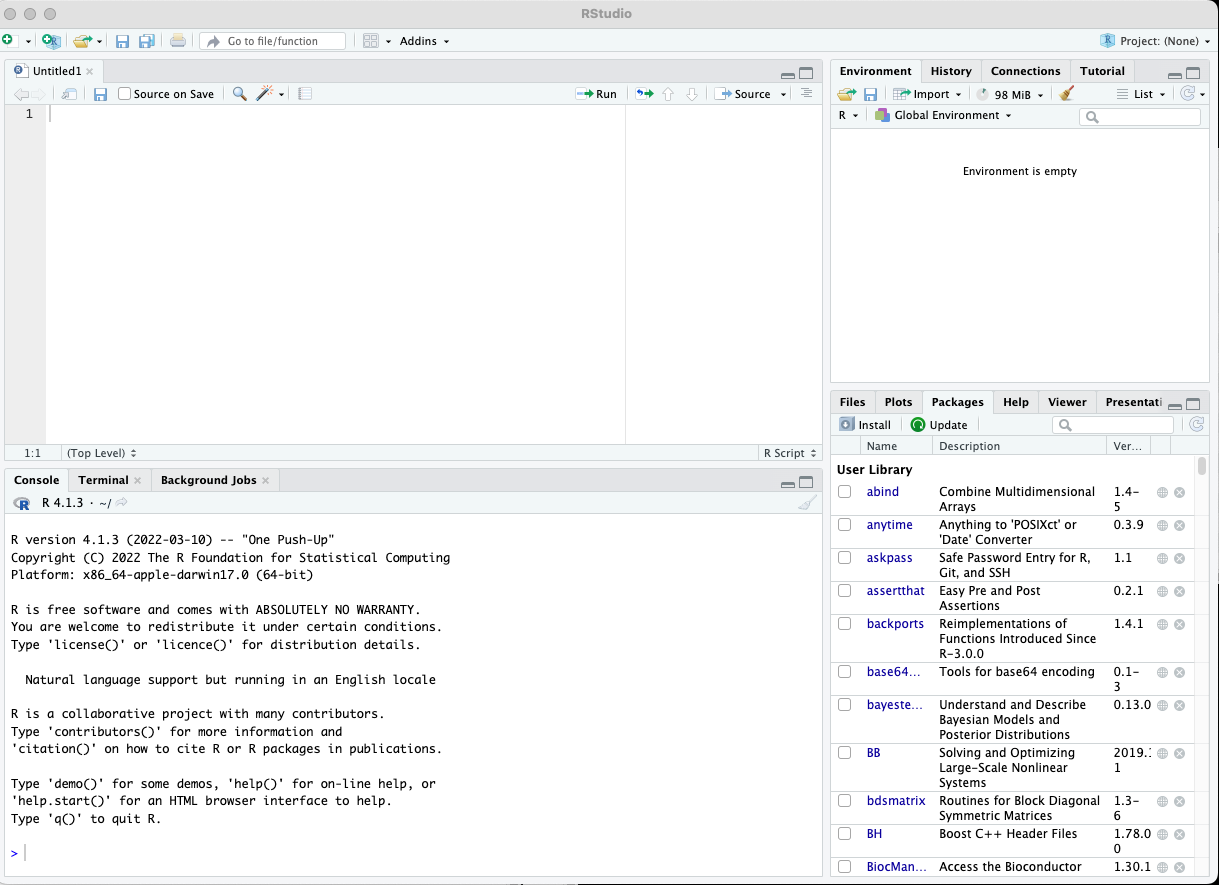 RStudio
Go to file/function
Addins
Project: (None)
Untitled1
Source on Save
Run
Source
1
1:1
(Top Level)
R Script
Console
Terminal
Background Jobs
R 4.1.3 · ~/
R version 4.1.3 (2022-03-10) -- "One Push-Up"
Copyright (C) 2022 The R Foundation for Statistical Computing
Platform: x86_64-apple-darwin17.0 (64-bit)
R is free software and comes with ABSOLUTELY NO WARRANTY.
You are welcome to redistribute it under certain conditions.
Type 'license()' or 'licence()' for distribution details.
Natural language support but running in an English locale
R is a collaborative project with many contributors.
Type 'contributors()' for more information and
'citation()' on how to cite R or R packages in publications.
Type 'demo()' for some demos, 'help()' for on-line help, or
'help.start()' for an HTML browser interface to help.
Type 'q()' to quit R.
>
Environment
History
Connections
Tutorial
Import
98 MiB
List
R
Global Environment
Environment is empty
Files
Plots
Packages
Help
Viewer
Presentati
Install
Update
Name
Description
Ver...
User Library
abind Combine Multidimensional 1.4-
Arrays 5
anytime Anything to 'POSIXct' or 0.3.9
'Date' Converter
askpass Safe Password Entry for R, 1.1
Git, and SSH
assertthat Easy Pre and Post 0.2.1
Assertions
backports Reimplementations of 1.4.1
Functions Introduced Since
R-3.0.0
base64... Tools for base64 encoding 0.1-
3
bayeste... Understand and Describe 0.13.0
Bayesian Models and
Posterior Distributions
BB Solving and Optimizing 2019.1
Large-Scale Nonlinear 1
Systems
bdsmatrix Routines for Block Diagonal 1.3-
Symmetric Matrices 6
BH Boost C++ Header Files 1.78.0
0
BiocMan... Access the Bioconductor 1.30.1